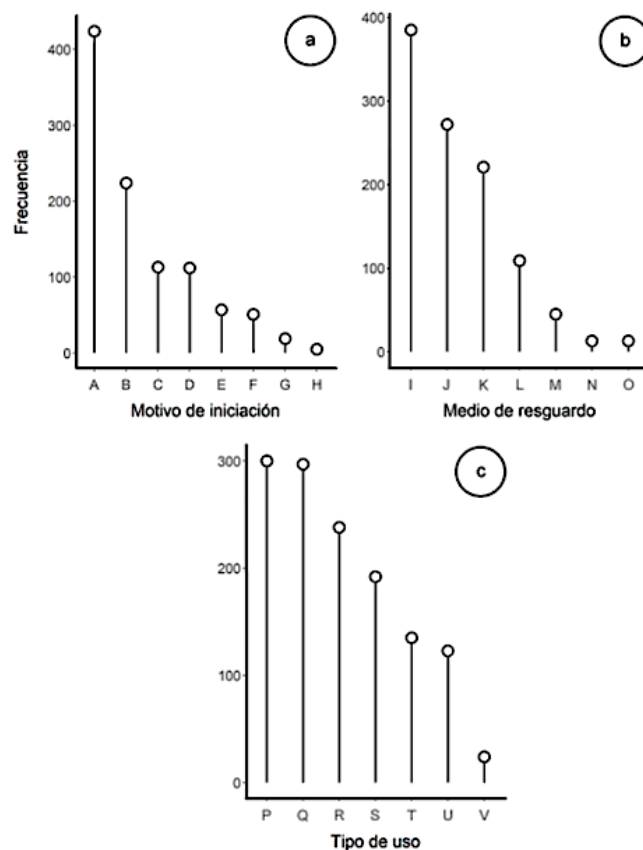 a
400
300
200
100
0
Frecuencia
A B C D E F G H
Motivo de iniciación
b
400
300
200
100
0
I J K L M N O
Medio de resguardo
c
300
200
100
0
P Q R S T U V
Tipo de uso